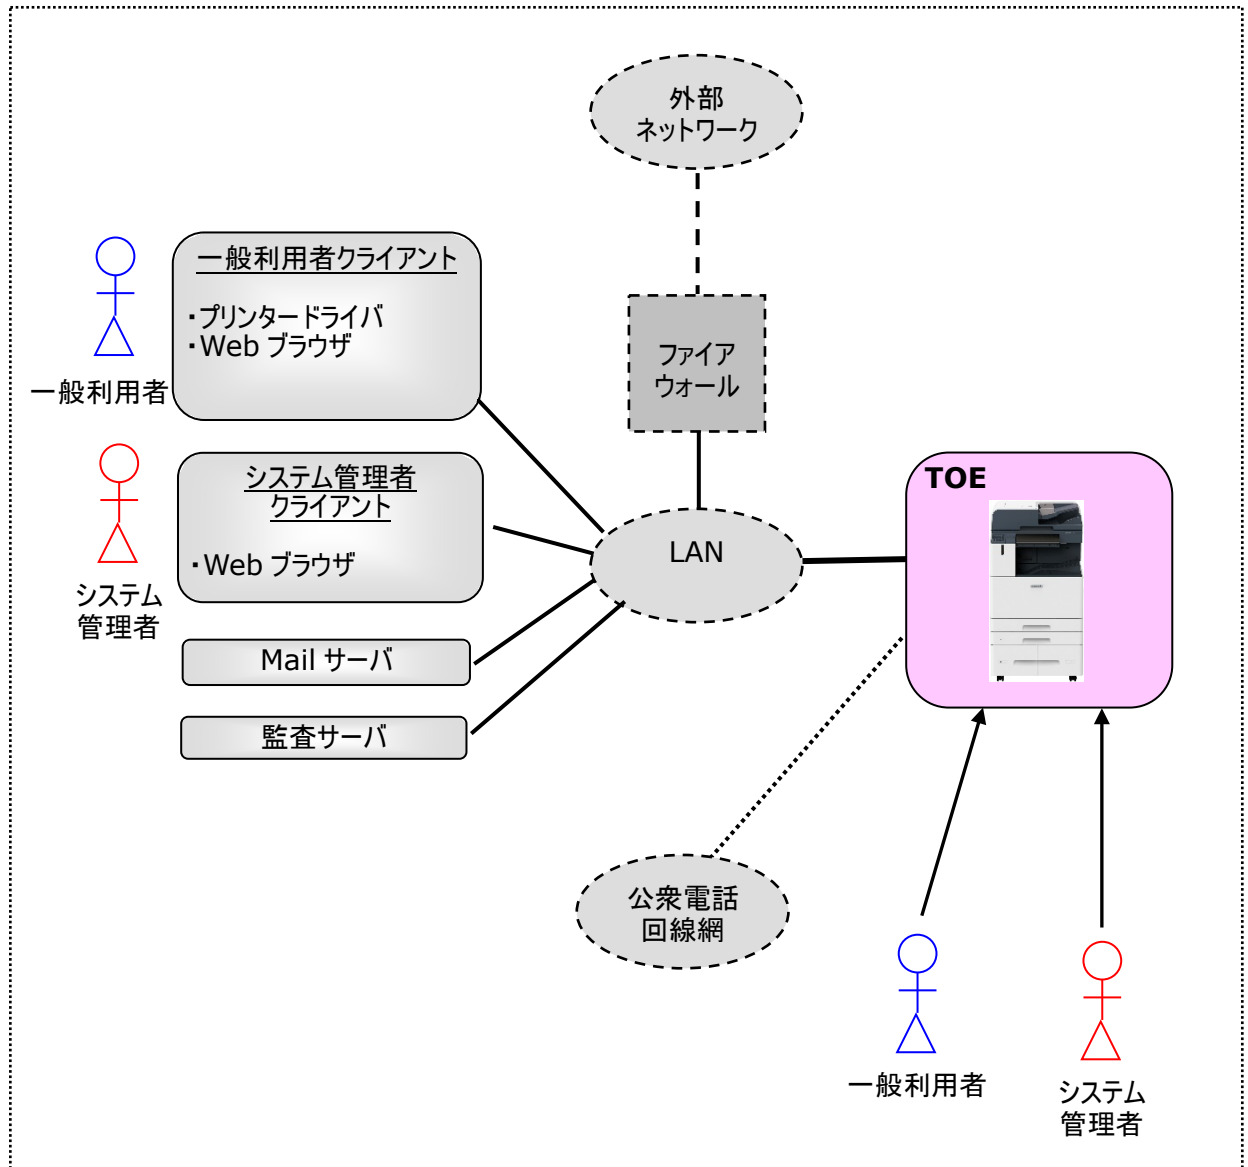 外部
ネットワーク
一般利用者クライアント
・プリンタードライバ
・Web ブラウザ
一般利用者
ファイア
ウォール
システム管理者
クライアント
・Web ブラウザ
システム
管理者
LAN
TOE
Mail サーバ
監査サーバ
公衆電話
回線網
一般利用者
システム
管理者